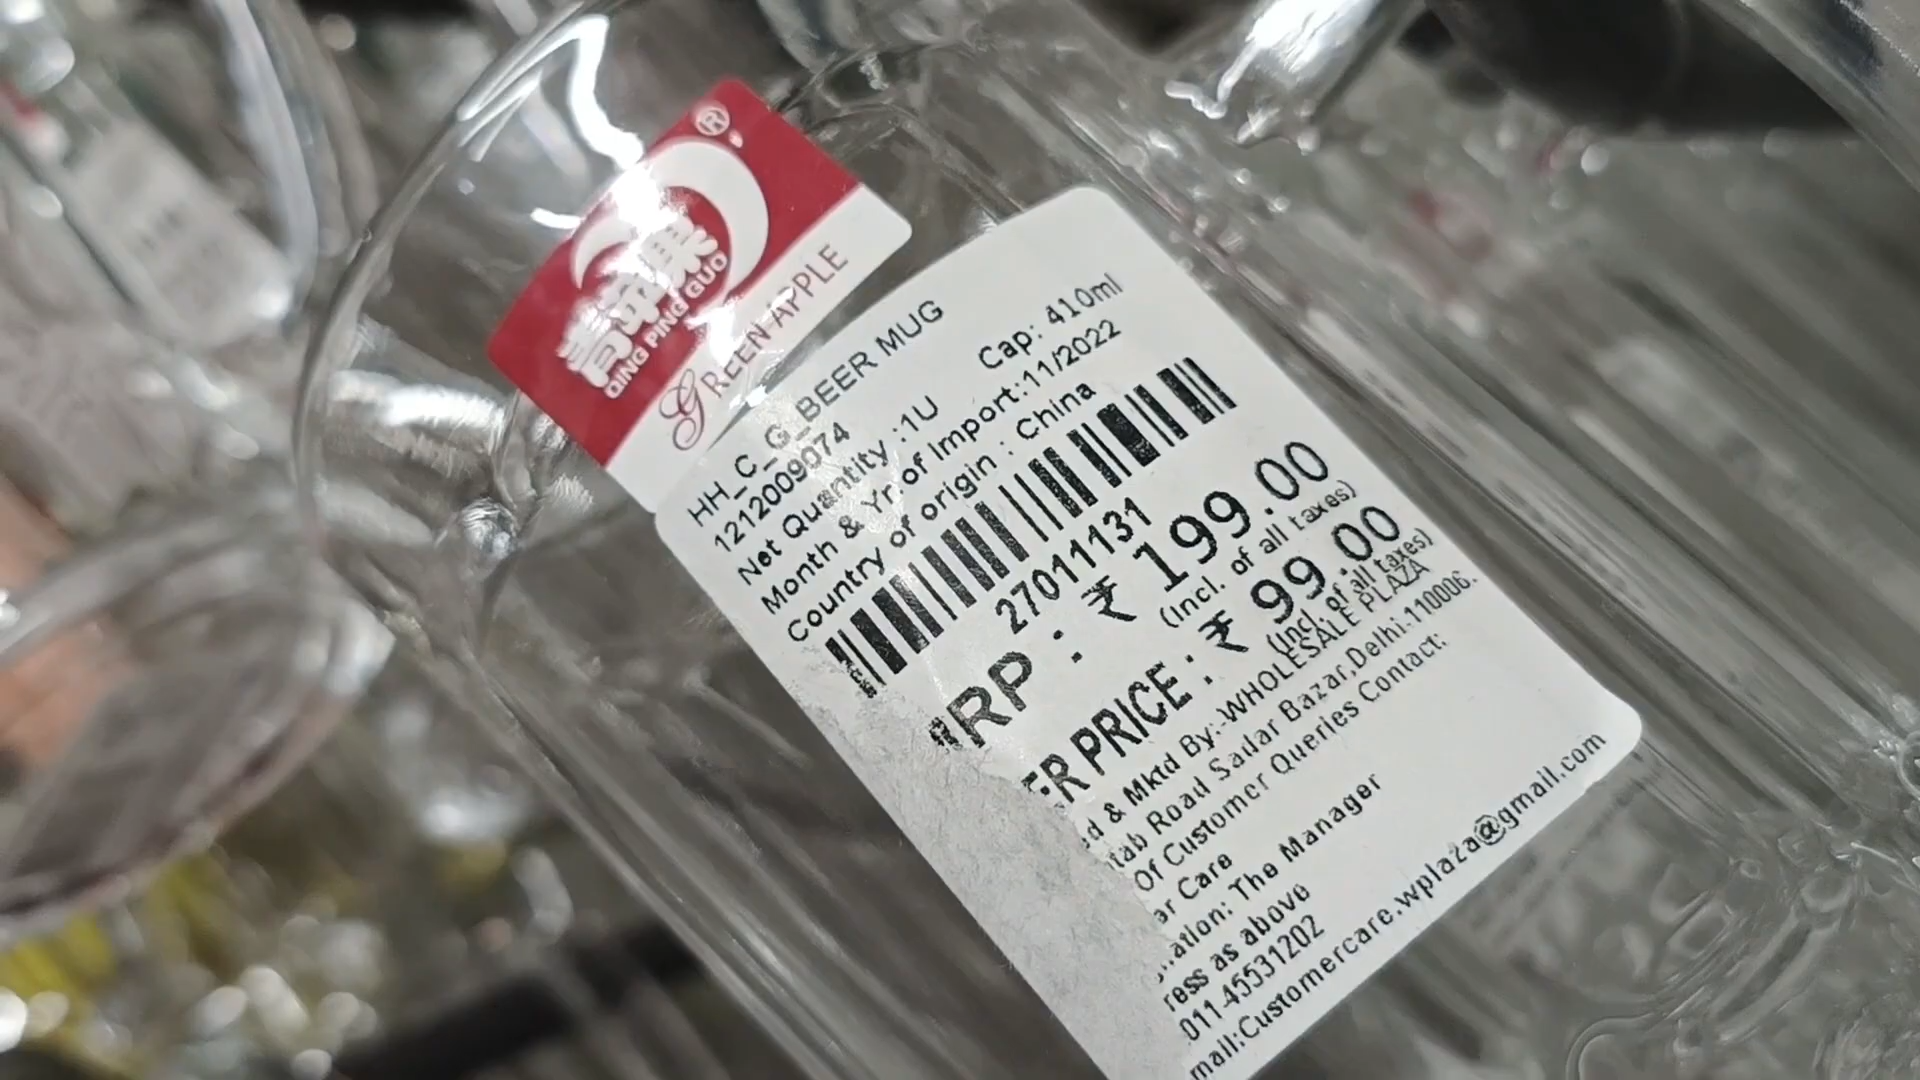 ®
青苹果
QING PING GUO
GREEN APPLE
HH_C_G_BEER MUG
1212009074
Net Quantity :1U Cap: 410ml
Month & Yr of Import:11/2022
Country of origin : China
27011131
MRP : ₹ 199.00
(Incl. of all taxes)
ER PRICE : ₹ 99.00
(Incl. of all taxes)
d & Mktd By:-WHOLESALE PLAZA
tab Road Sadar Bazar,Delhi-110006.
Of Customer Queries Contact:
er Care
nation: The Manager
ress as above
011-45531202
mail:Customercare.wplaza@gmail.com